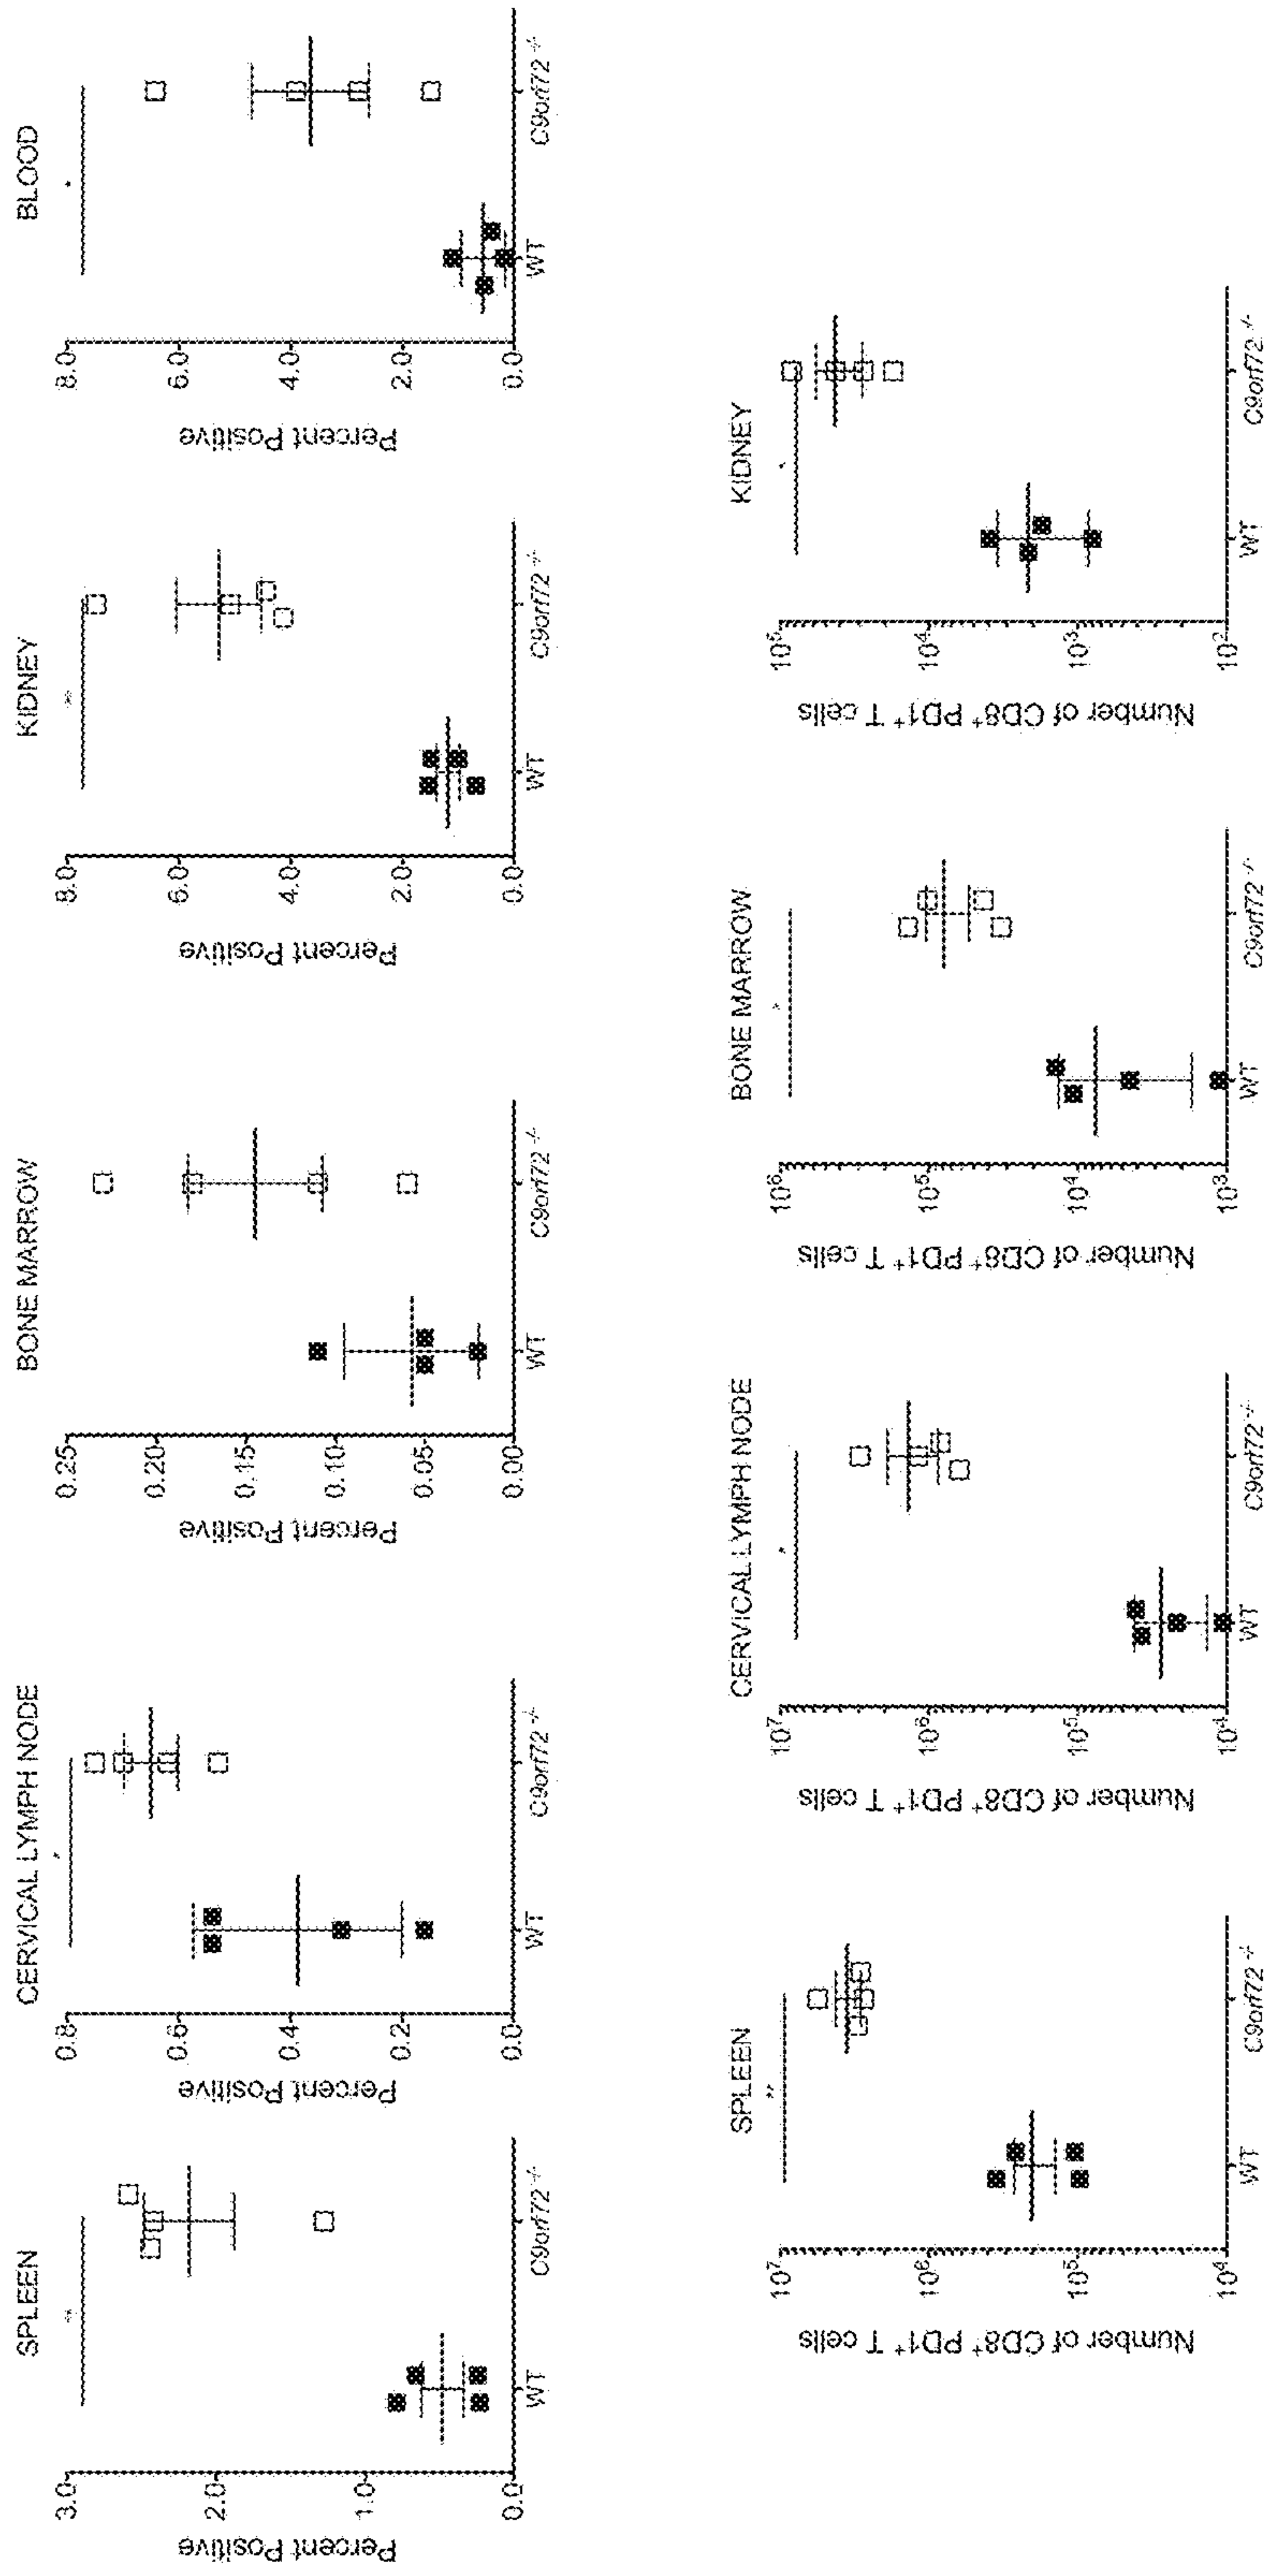 SPLEEN
**
Percent Positive
3.0
2.0
1.0
0.0
WT
C9orf72 -/-
CERVICAL LYMPH NODE
*
Percent Positive
0.8
0.6
0.4
0.2
0.0
WT
C9orf72 -/-
BONE MARROW
Percent Positive
0.25
0.20
0.15
0.10
0.05
0.00
WT
C9orf72 -/-
KIDNEY
**
Percent Positive
8.0
6.0
4.0
2.0
0.0
WT
C9orf72 -/-
BLOOD
*
Percent Positive
8.0
6.0
4.0
2.0
0.0
WT
C9orf72 -/-
SPLEEN
**
Number of CD8⁺ PD1⁺ T cells
10⁷
10⁶
10⁵
10⁴
WT
C9orf72 -/-
CERVICAL LYMPH NODE
*
Number of CD8⁺ PD1⁺ T cells
10⁷
10⁶
10⁵
10⁴
WT
C9orf72 -/-
BONE MARROW
*
Number of CD8⁺ PD1⁺ T cells
10⁶
10⁵
10⁴
10³
WT
C9orf72 -/-
KIDNEY
*
Number of CD8⁺ PD1⁺ T cells
10⁵
10⁴
10³
10²
WT
C9orf72 -/-